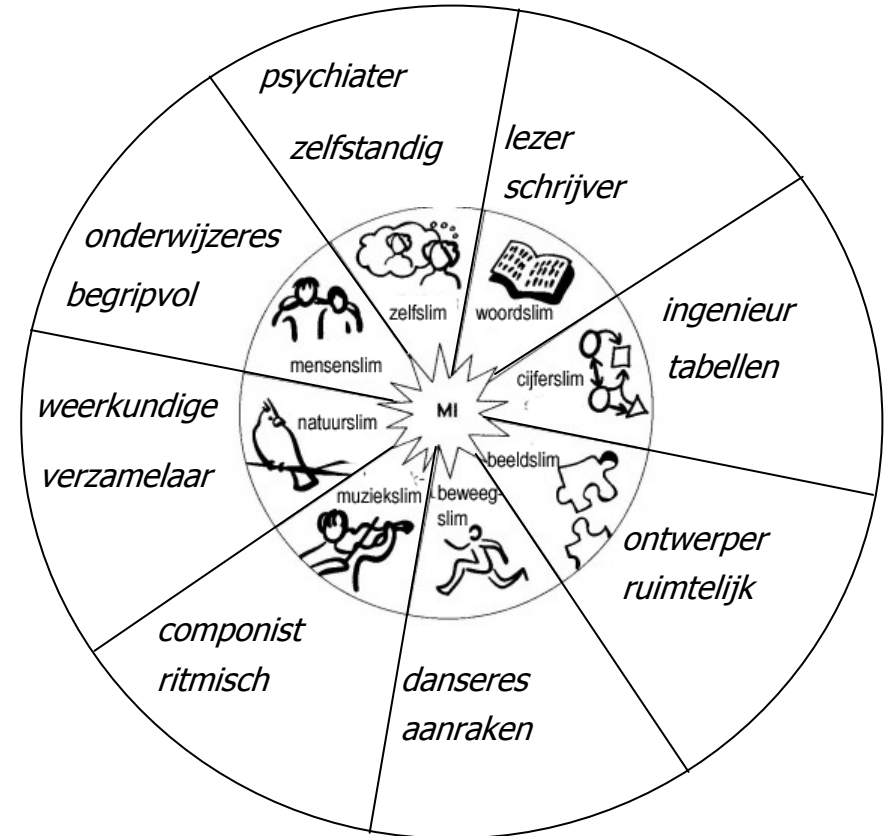 psychiater
zelfstandig
lezer
schrijver
onderwijzeres
begripvol
ingenieur
tabellen
zelfslim
woordslim
mensenslim
cijferslim
MI
weerkundige
verzamelaar
natuurslim
beeldslim
muziekslim
beweeg-
slim
ontwerper
ruimtelijk
componist
ritmisch
danseres
aanraken